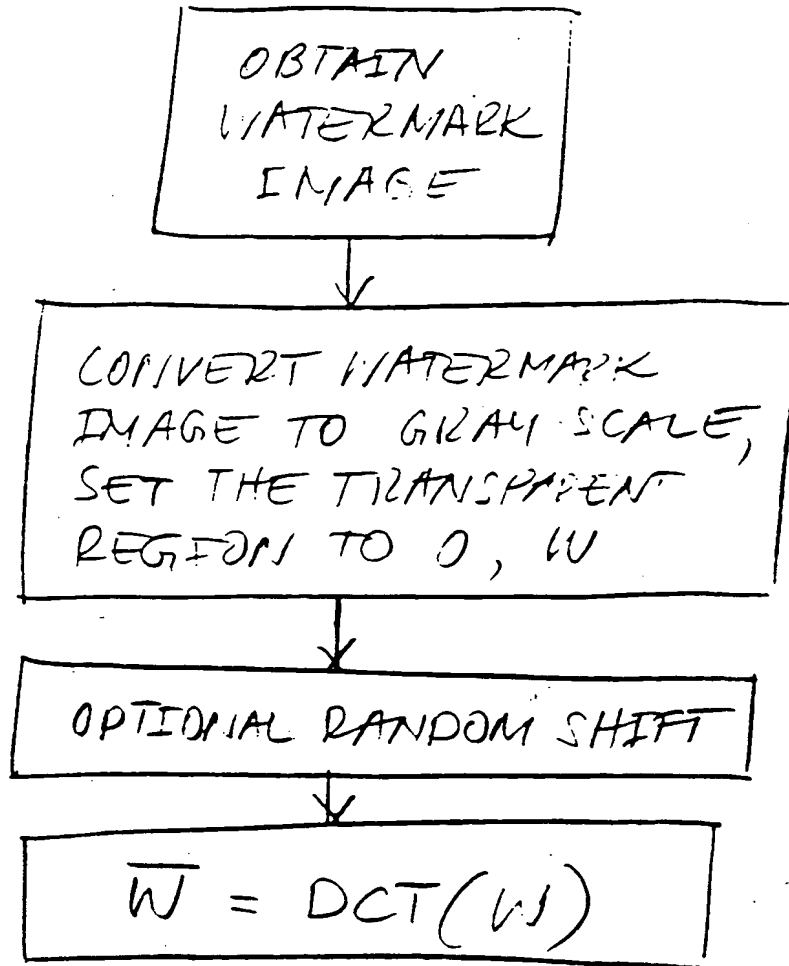 OBTAIN
WATERMARK
IMAGE
CONVERT WATERMARK
IMAGE TO GRAY SCALE,
SET THE TRANSPARENT
REGION TO 0, W
OPTIONAL RANDOM SHIFT
W̅ = DCT(W)